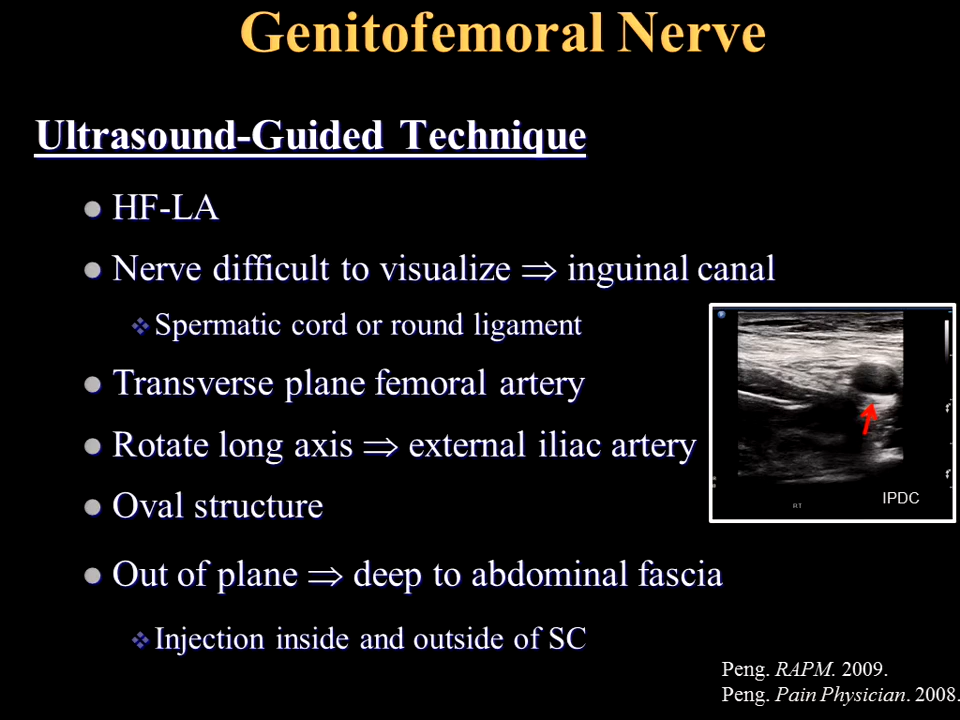 Genitofemoral Nerve
Ultrasound-Guided Technique
● HF-LA
● Nerve difficult to visualize ⇒ inguinal canal
❖ Spermatic cord or round ligament
● Transverse plane femoral artery
● Rotate long axis ⇒ external iliac artery
● Oval structure
● Out of plane ⇒ deep to abdominal fascia
❖ Injection inside and outside of SC
RT
IPDC
Peng. RAPM. 2009.
Peng. Pain Physician. 2008.